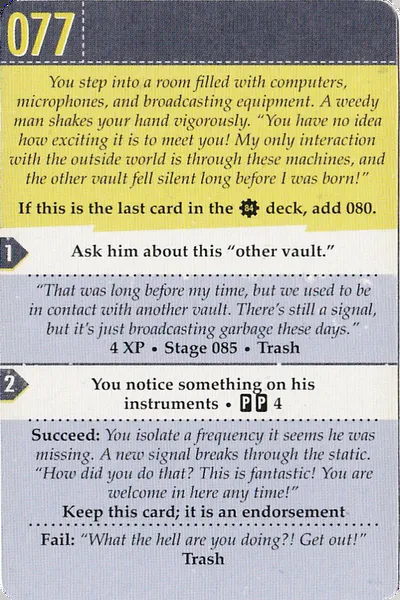 077
You step into a room filled with computers,
microphones, and broadcasting equipment. A weedy
man shakes your hand vigorously. “You have no idea
how exciting it is to meet you! My only interaction
with the outside world is through these machines, and
the other vault fell silent long before I was born!”
If this is the last card in the 84 deck, add 080.
1
Ask him about this “other vault.”
“That was long before my time, but we used to be
in contact with another vault. There’s still a signal,
but it’s just broadcasting garbage these days.”
4 XP • Stage 085 • Trash
2
You notice something on his
instruments • P P 4
Succeed: You isolate a frequency it seems he was
missing. A new signal breaks through the static.
“How did you do that? This is fantastic! You are
welcome in here any time!”
Keep this card; it is an endorsement
Fail: “What the hell are you doing?! Get out!”
Trash